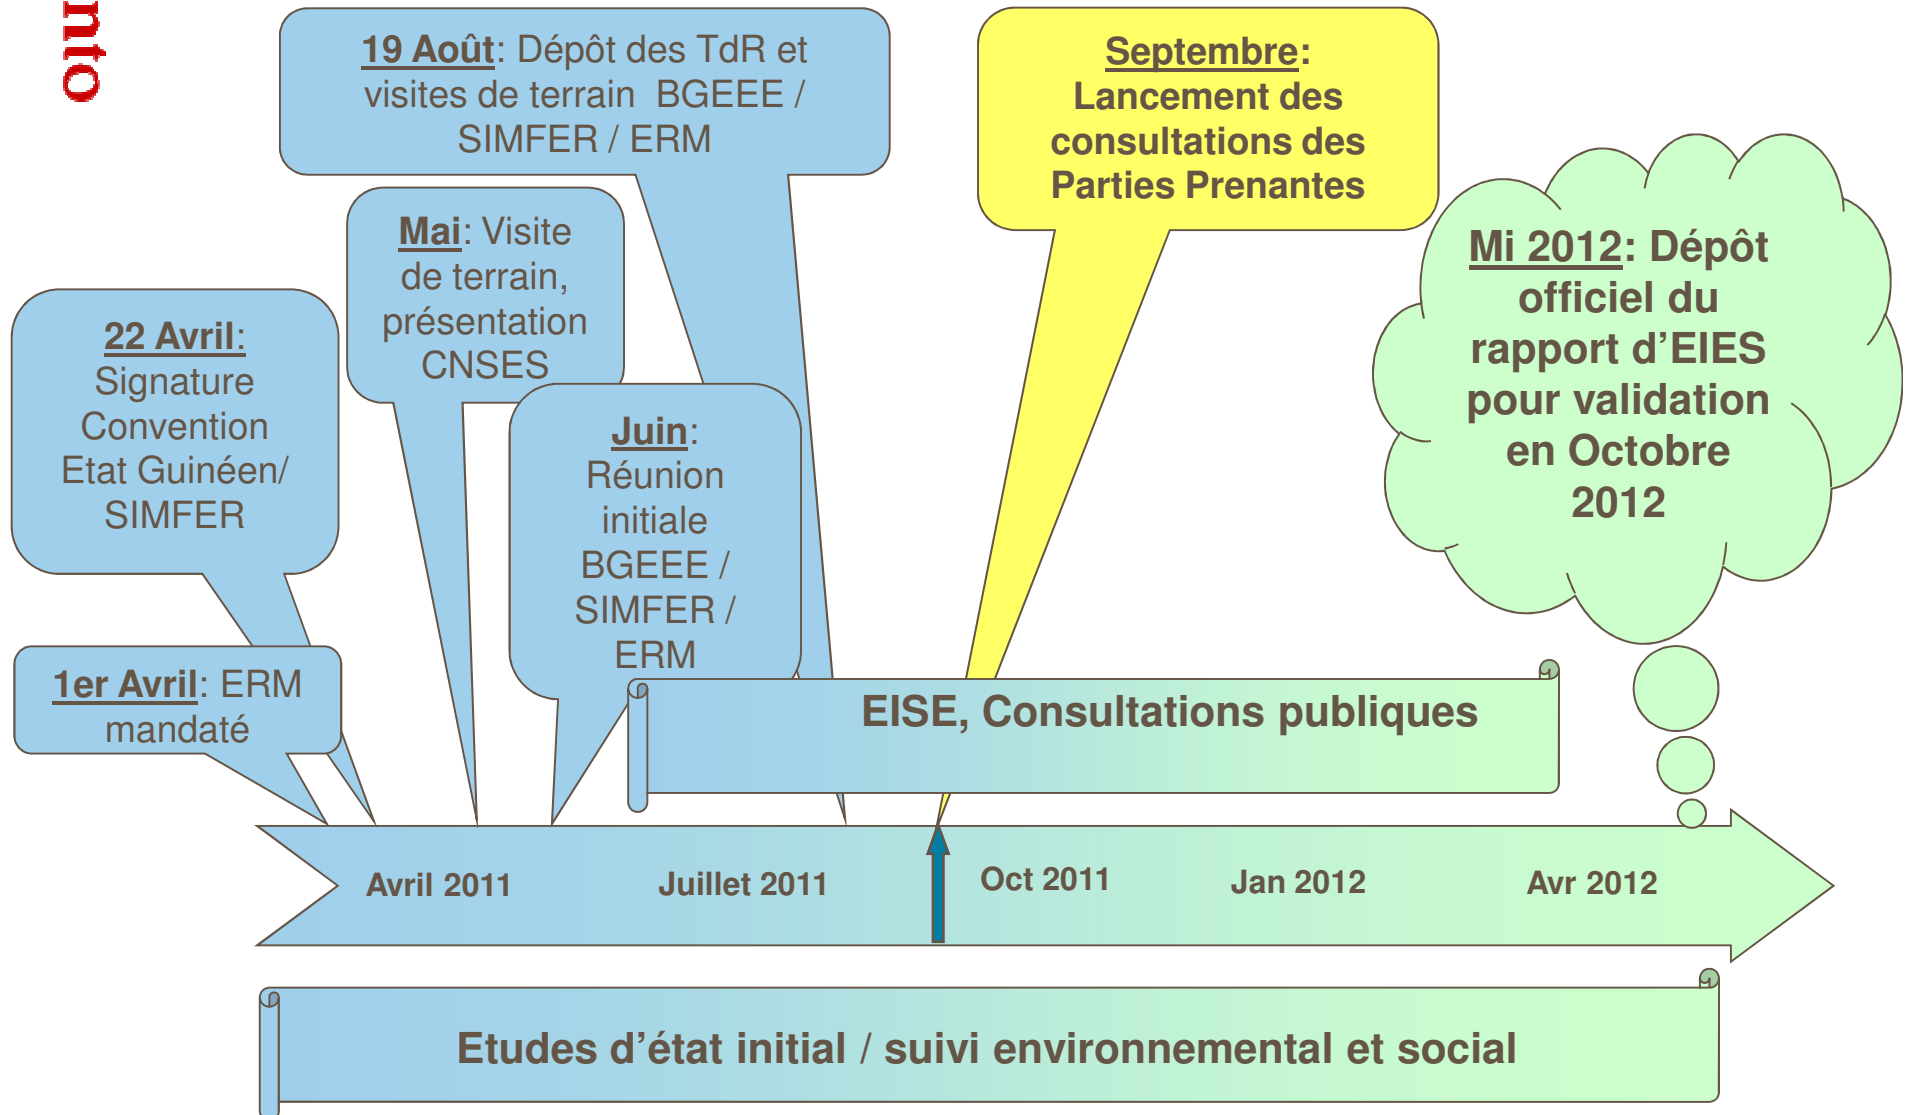 nto
19 Août: Dépôt des TdR et
visites de terrain BGEEE /
SIMFER / ERM
Septembre:
Lancement des
consultations des
Parties Prenantes
Mai: Visite
de terrain,
présentation
CNSES
Mi 2012: Dépôt
officiel du
rapport d’EIES
pour validation
en Octobre
2012
22 Avril:
Signature
Convention
Etat Guinéen/
SIMFER
Juin:
Réunion
initiale
BGEEE /
SIMFER /
ERM
1er Avril: ERM
mandaté
EISE, Consultations publiques
Avril 2011
Juillet 2011
Oct 2011
Jan 2012
Avr 2012
Etudes d’état initial / suivi environnemental et social